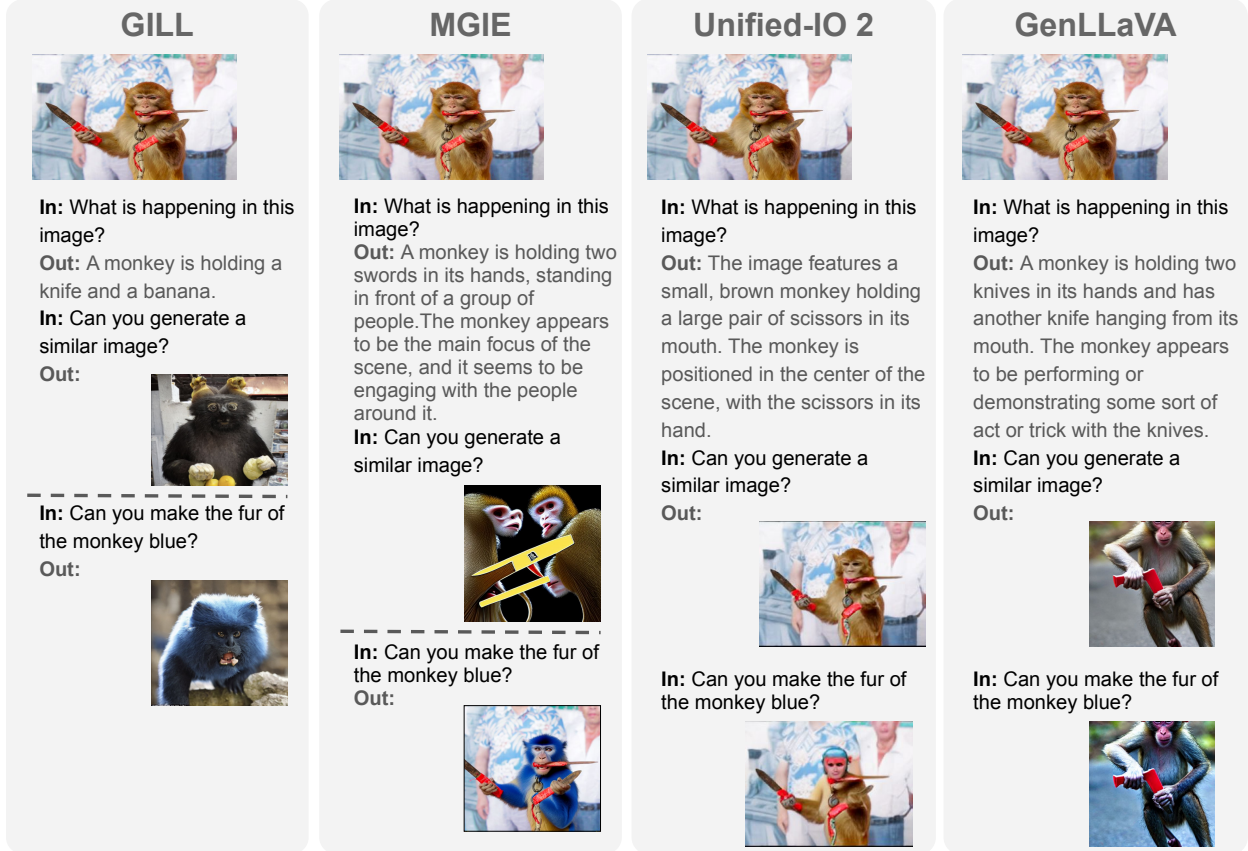 GILL
In: What is happening in this
image?
Out: A monkey is holding a
knife and a banana.
In: Can you generate a
similar image?
Out:
In: Can you make the fur of
the monkey blue?
Out:
MGIE
In: What is happening in this
image?
Out: A monkey is holding two
swords in its hands, standing
in front of a group of
people.The monkey appears
to be the main focus of the
scene, and it seems to be
engaging with the people
around it.
In: Can you generate a
similar image?
In: Can you make the fur of
the monkey blue?
Out:
Unified-IO 2
In: What is happening in this
image?
Out: The image features a
small, brown monkey holding
a large pair of scissors in its
mouth. The monkey is
positioned in the center of the
scene, with the scissors in its
hand.
In: Can you generate a
similar image?
Out:
In: Can you make the fur of
the monkey blue?
GenLLaVA
In: What is happening in this
image?
Out: A monkey is holding two
knives in its hands and has
another knife hanging from its
mouth. The monkey appears
to be performing or
demonstrating some sort of
act or trick with the knives.
In: Can you generate a
similar image?
Out:
In: Can you make the fur of
the monkey blue?